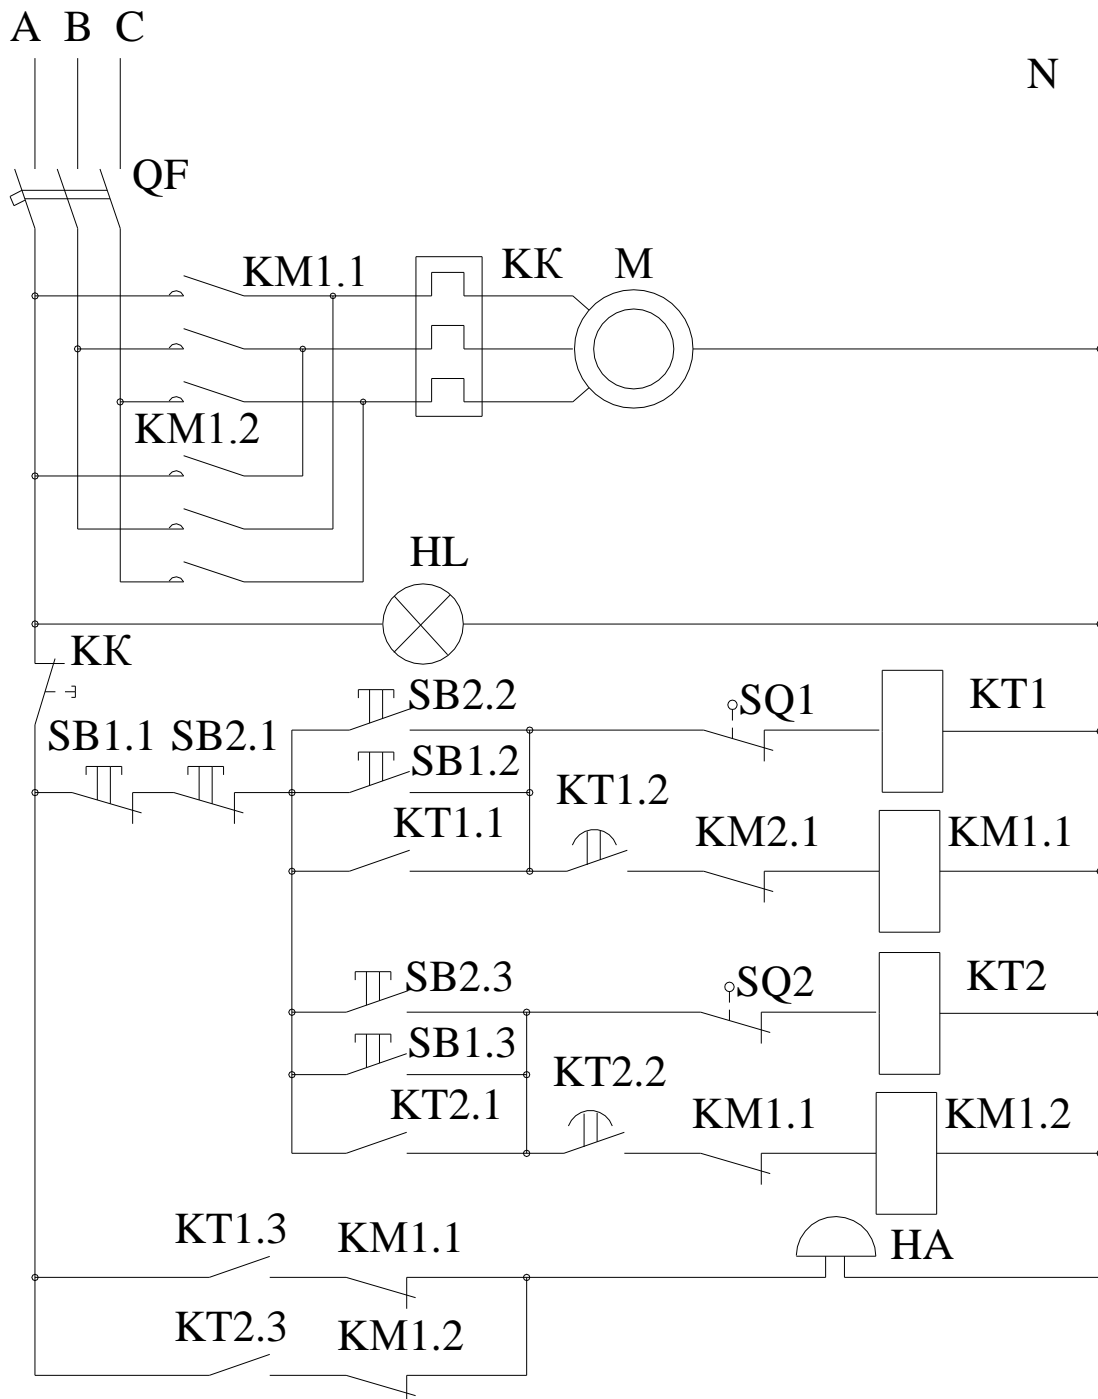 A B C
N
QF
KM1.1
KК
M
KM1.2
HL
KК
SB2.2
SQ1
KT1
SB1.1
SB2.1
SB1.2
KT1.2
KT1.1
KM2.1
KM1.1
SB2.3
SQ2
KT2
SB1.3
KT2.2
KT2.1
KM1.1
KM1.2
KT1.3
KM1.1
HA
KT2.3
KM1.2